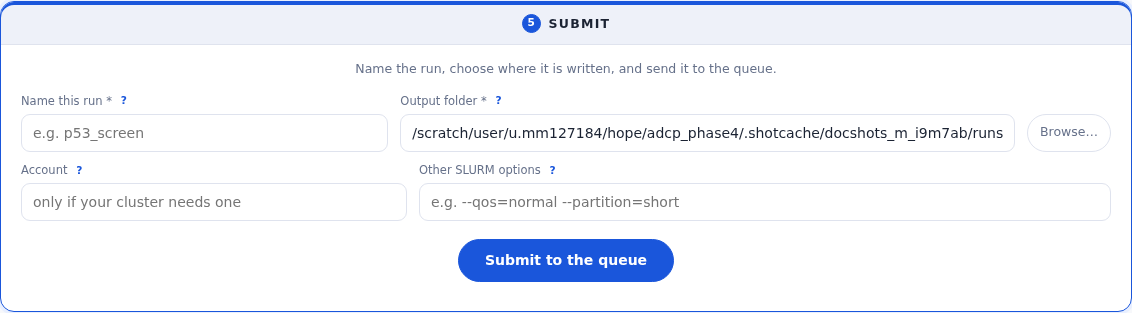 5 SUBMIT
Name the run, choose where it is written, and send it to the queue.
Name this run * ? Output folder * ?
e.g. p53_screen /scratch/user/u.mm127184/hope/adcp_phase4/.shotcache/docshots_m_i9m7ab/runs Browse...
Account ? Other SLURM options ?
only if your cluster needs one e.g. --qos=normal --partition=short
Submit to the queue